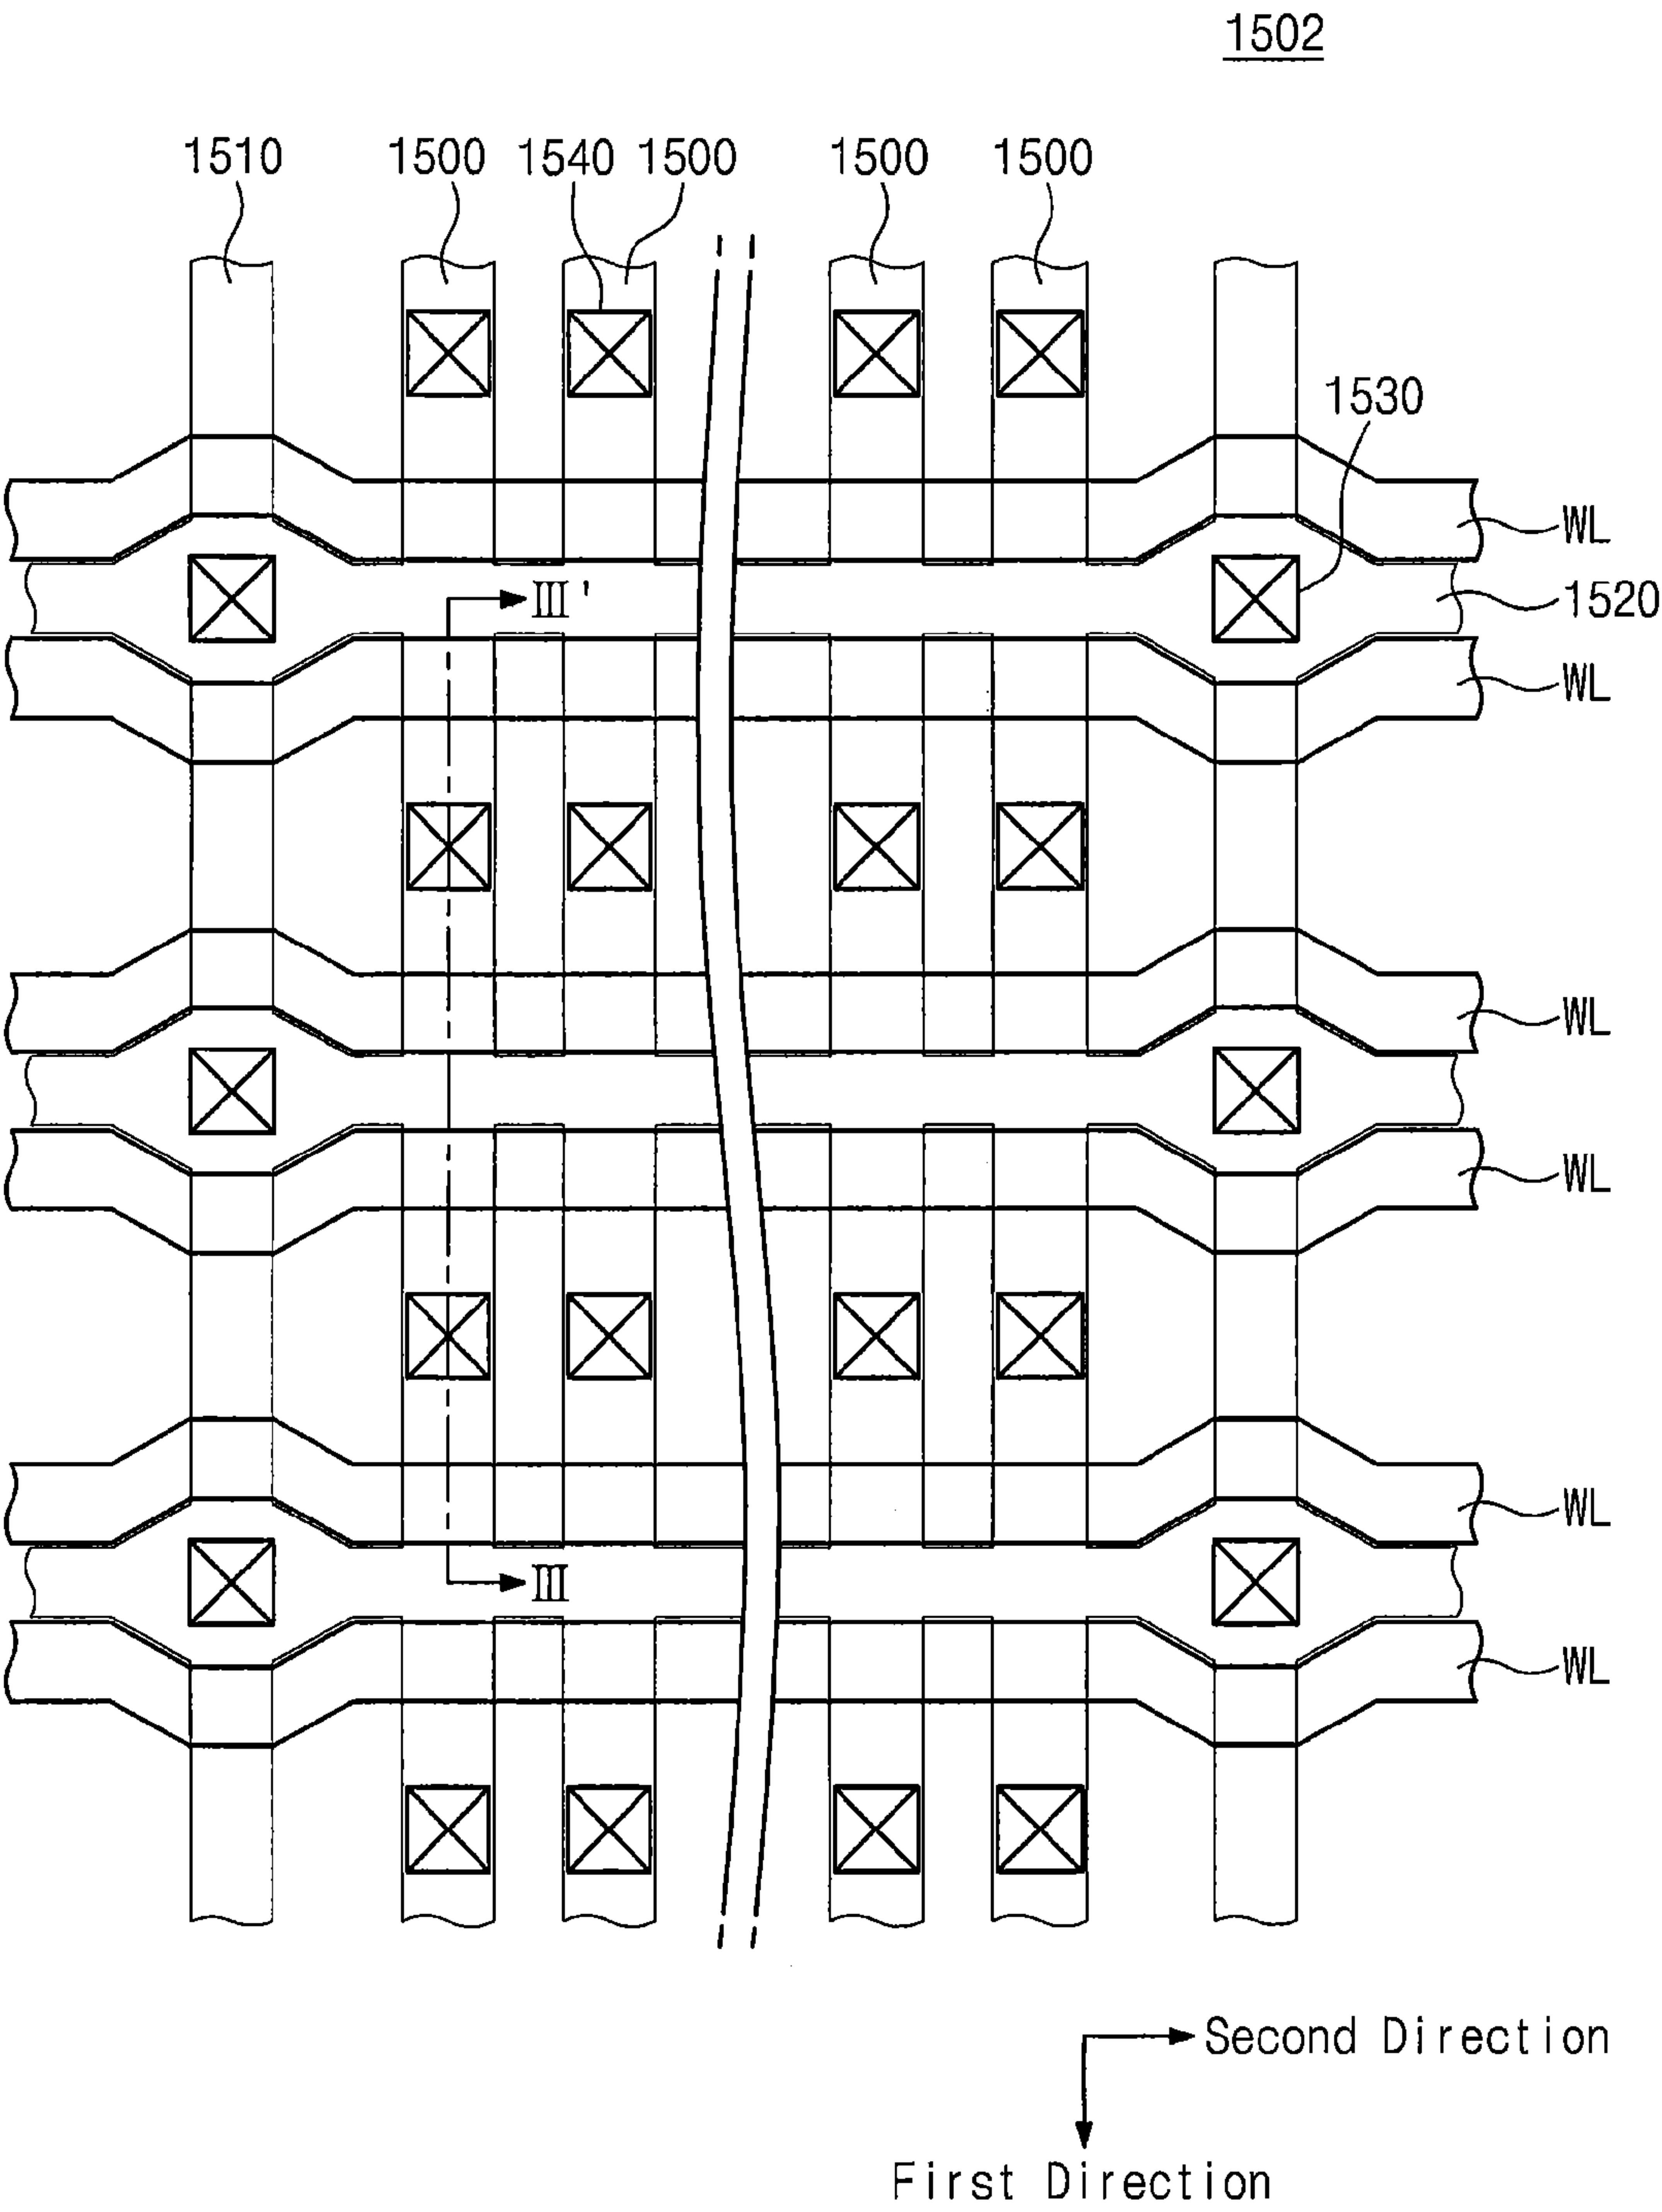 1502
1510 1500 1540 1500 1500 1500
1530
WL
III' 1520
WL
WL
WL
WL
III
WL
Second Direction
First Direction